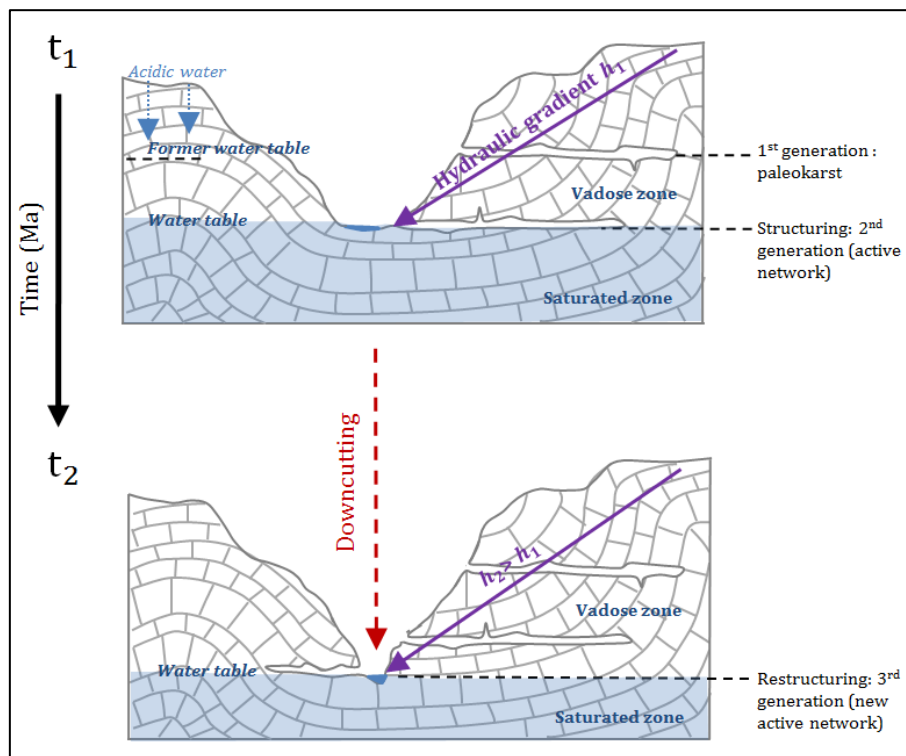 t1
Acidic water
Hydraulic gradient h1
Former water table
1st generation :
paleokarst
Vadose zone
Water table
Structuring: 2nd
generation (active
network)
Saturated zone
Time (Ma)
Downcutting
t2
h2> h1
Vadose zone
Water table
Restructuring: 3rd
generation (new
active network)
Saturated zone